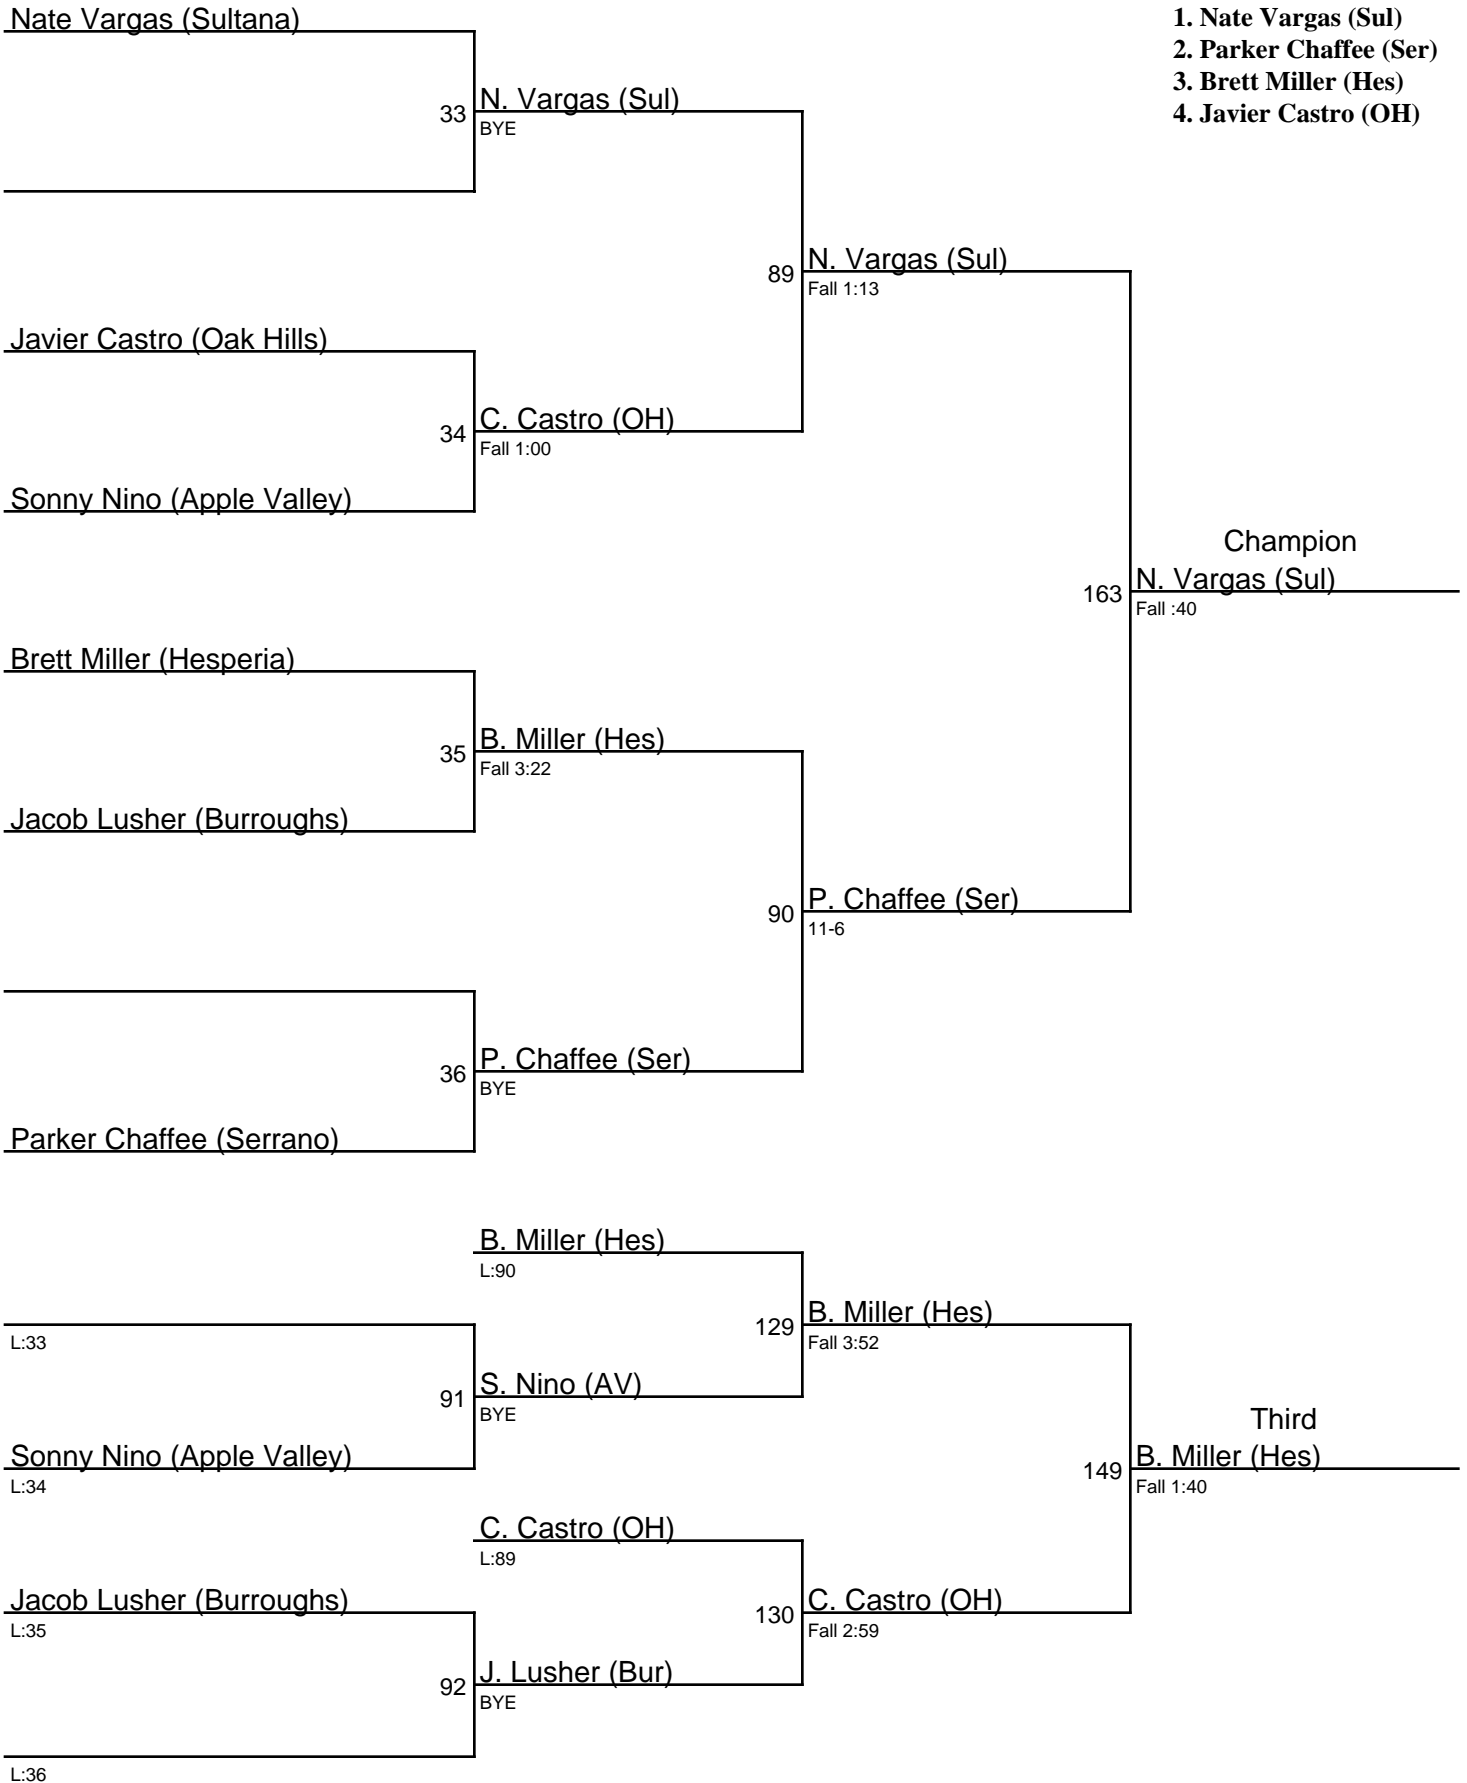 Nate Vargas (Sultana)
1. Nate Vargas (Sul)
2. Parker Chaffee (Ser)
3. Brett Miller (Hes)
4. Javier Castro (OH)
33
N. Vargas (Sul)
BYE
89
N. Vargas (Sul)
Fall 1:13
Javier Castro (Oak Hills)
34
C. Castro (OH)
Fall 1:00
Sonny Nino (Apple Valley)
Champion
163
N. Vargas (Sul)
Fall :40
Brett Miller (Hesperia)
35
B. Miller (Hes)
Fall 3:22
Jacob Lusher (Burroughs)
90
P. Chaffee (Ser)
11-6
36
P. Chaffee (Ser)
BYE
Parker Chaffee (Serrano)
B. Miller (Hes)
L:90
129
B. Miller (Hes)
Fall 3:52
L:33
91
S. Nino (AV)
BYE
Sonny Nino (Apple Valley)
L:34
Third
149
B. Miller (Hes)
Fall 1:40
C. Castro (OH)
L:89
Jacob Lusher (Burroughs)
L:35
130
C. Castro (OH)
Fall 2:59
92
J. Lusher (Bur)
BYE
L:36